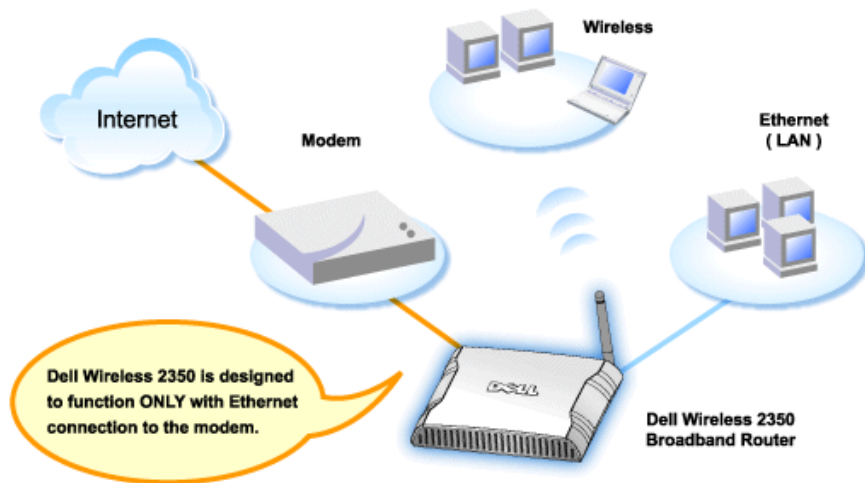 Wireless
Internet
Modem
Ethernet
( LAN )
Dell Wireless 2350 is designed
to function ONLY with Ethernet
connection to the modem.
DELL
Dell Wireless 2350
Broadband Router